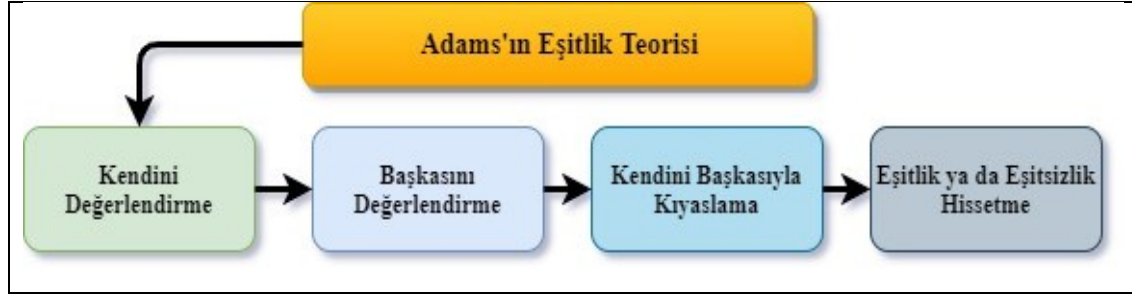 Adams'ın Eşitlik Teorisi
Kendini
Değerlendirme
Başkasını
Değerlendirme
Kendini Başkasıyla
Kıyaslama
Eşitlik ya da Eşitsizlik
Hissetme